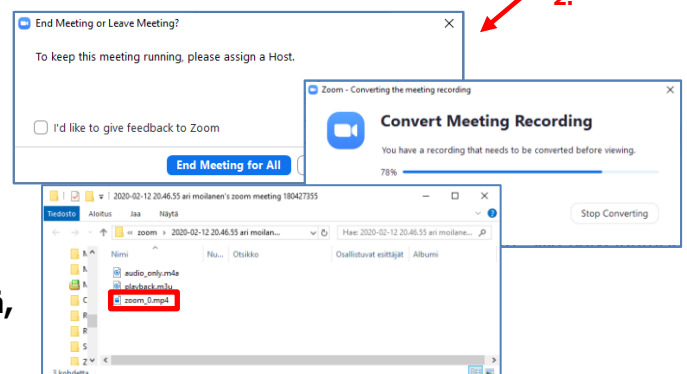 2.
End Meeting or Leave Meeting?
To keep this meeting running, please assign a Host.
I'd like to give feedback to Zoom
End Meeting for All
Zoom - Converting the meeting recording
Convert Meeting Recording
You have a recording that needs to be converted before viewing.
78%
Stop Converting
2020-02-12 20.46.55 ari moilanen's zoom meeting 180427355
Tiedosto Aloitus Jaa Näytä
« zoom > 2020-02-12 20.46.55 ari moilan... Hae: 2020-02-12 20.46.55 ari moilane...
Nimi Nu... Otsikko Osallistuvat esittäjät Albumi
audio_only.m4a
playback.m3u
zoom_0.mp4
3 kohdetta